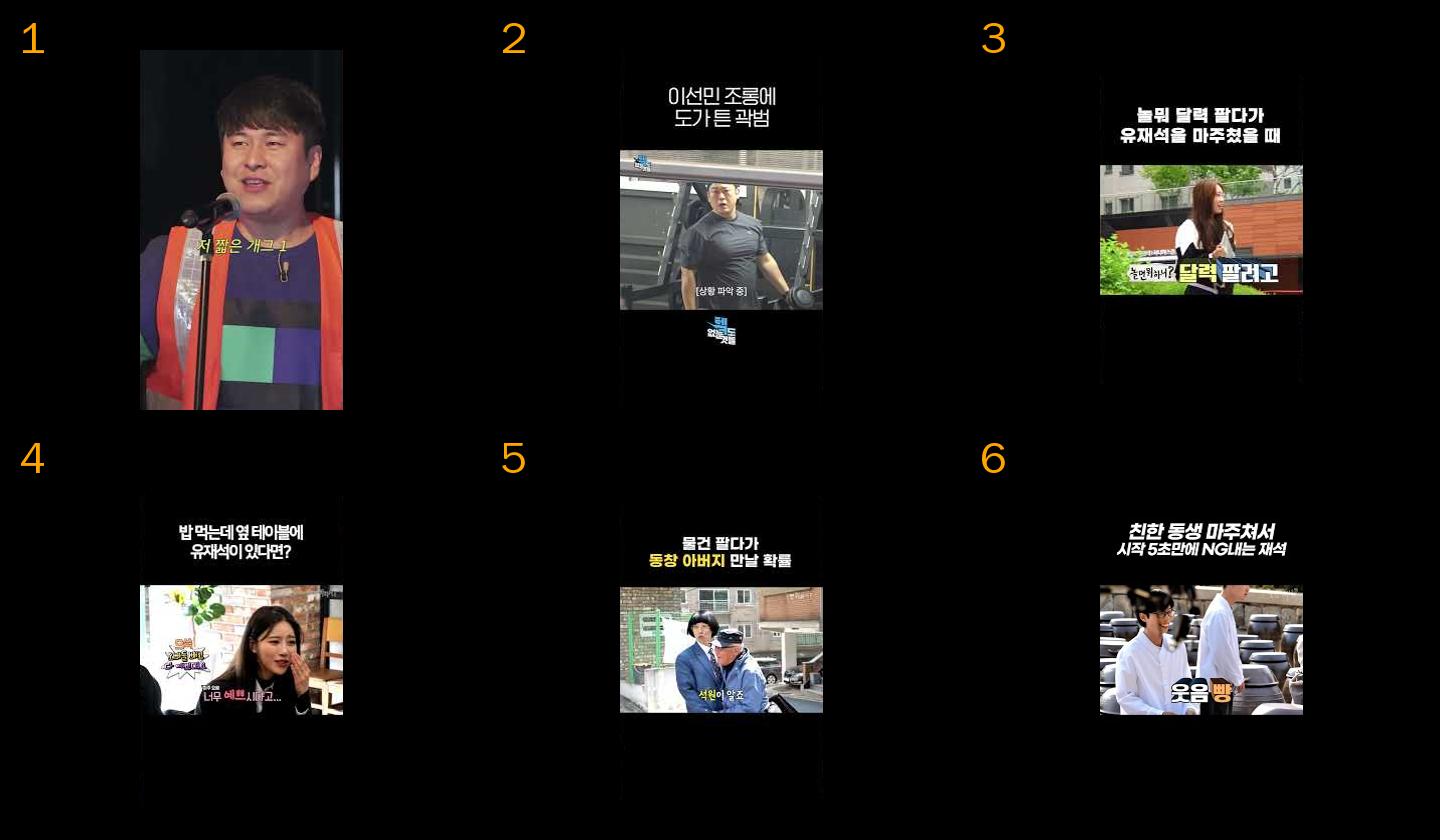 1
저 짧은 개그 1
2
이선민 조롱에
도가 튼 곽범
[상황 파악 중]
3
놀뭐 달력 팔다가
유재석을 마주쳤을 때
놀면뭐하니? 달력 팔려고
4
밥 먹는데 옆 테이블에
유재석이 있다면?
너무 예쁘시다고...
5
물건 팔다가
동창 아버지 만날 확률
석원이 알죠
6
친한 동생 마주쳐서
시작 5초만에 NG내는 재석
웃음 빵